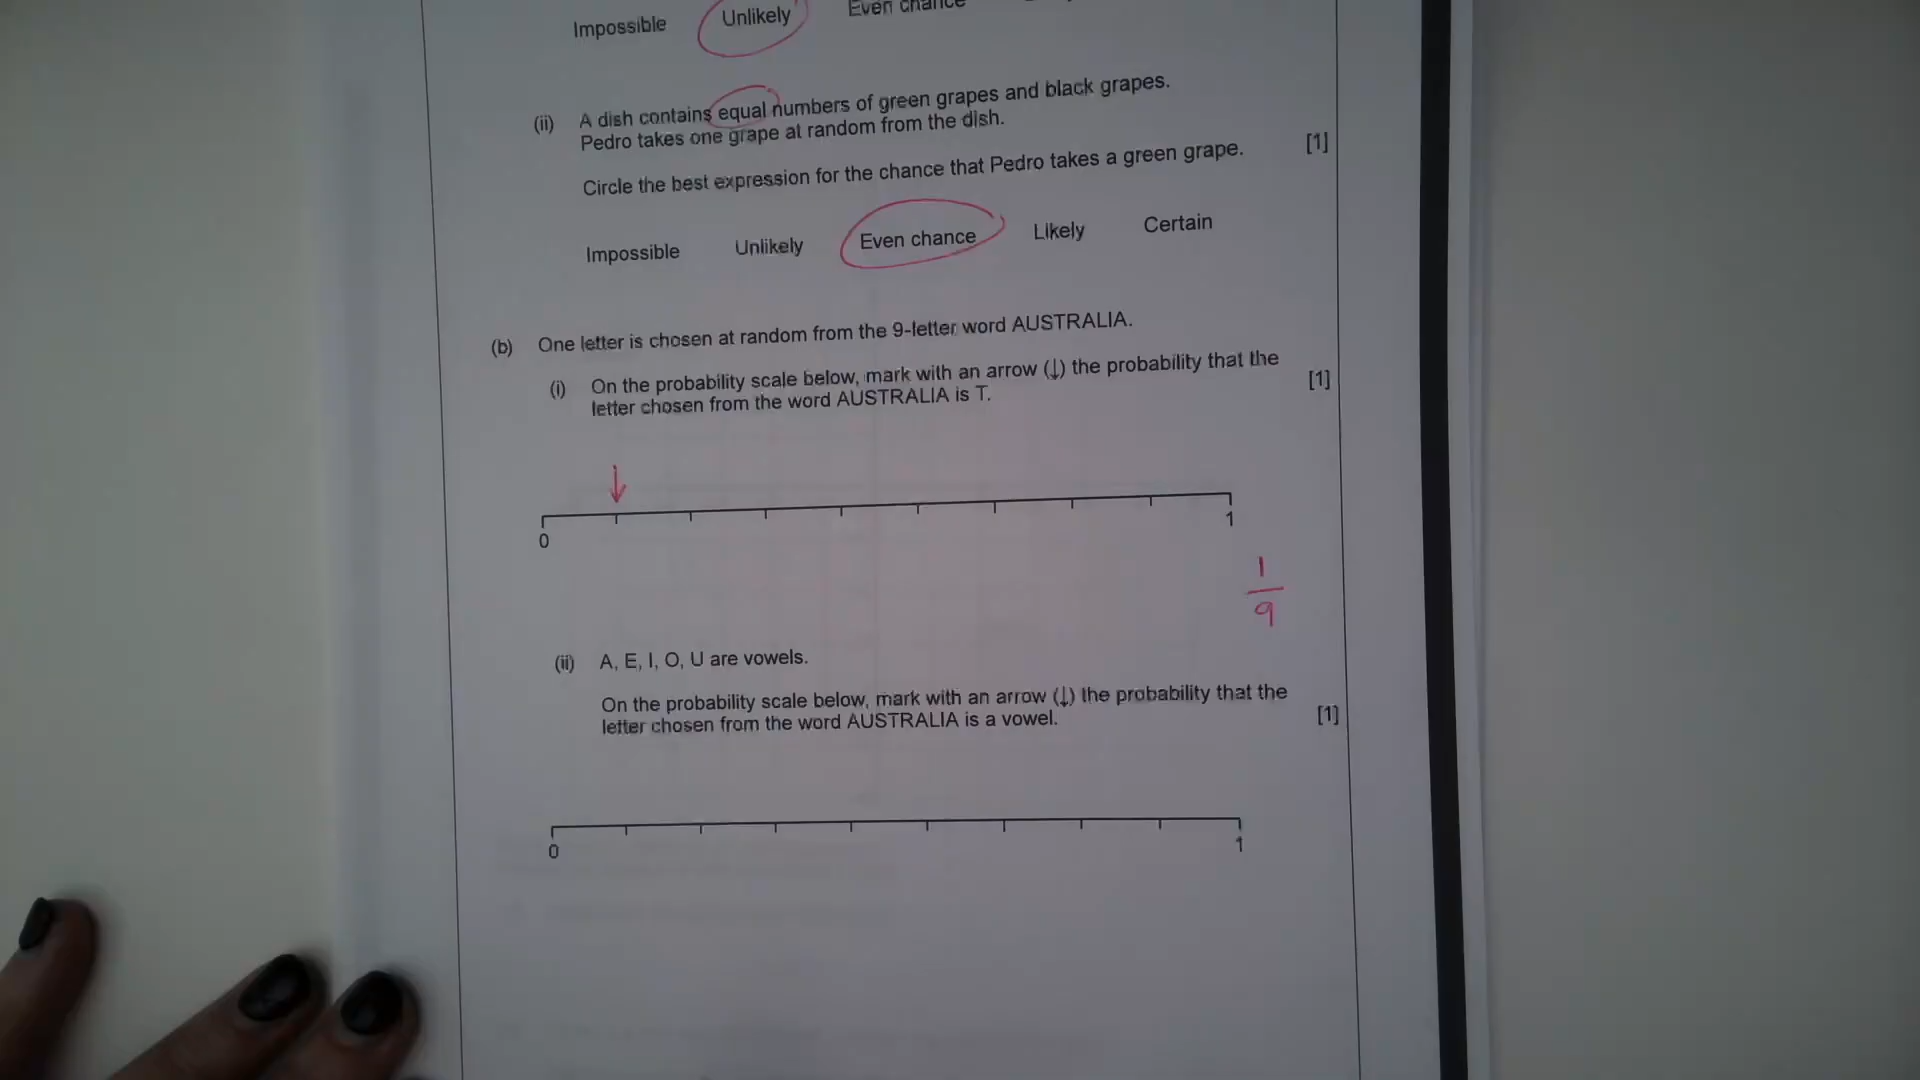 Impossible Unlikely Even chance
(ii) A dish contains equal numbers of green grapes and black grapes.
Pedro takes one grape at random from the dish.
Circle the best expression for the chance that Pedro takes a green grape. [1]
Impossible Unlikely Even chance Likely Certain
(b) One letter is chosen at random from the 9-letter word AUSTRALIA.
(i) On the probability scale below, mark with an arrow (↓) the probability that the
letter chosen from the word AUSTRALIA is T. [1]
0 1
1
9
(ii) A, E, I, O, U are vowels.
On the probability scale below, mark with an arrow (↓) the probability that the
letter chosen from the word AUSTRALIA is a vowel. [1]
0 1